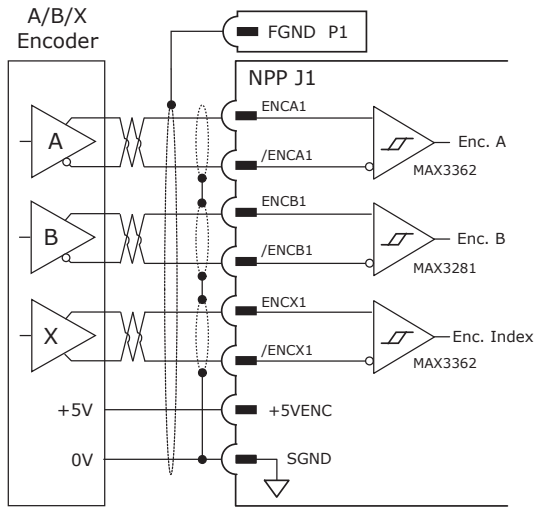 A/B/X
Encoder
FGND P1
NPP J1
A
ENCA1
/ENCA1
Enc. A
MAX3362
B
ENCB1
/ENCB1
Enc. B
MAX3281
X
ENCX1
/ENCX1
Enc. Index
MAX3362
+5V
+5VENC
0V
SGND